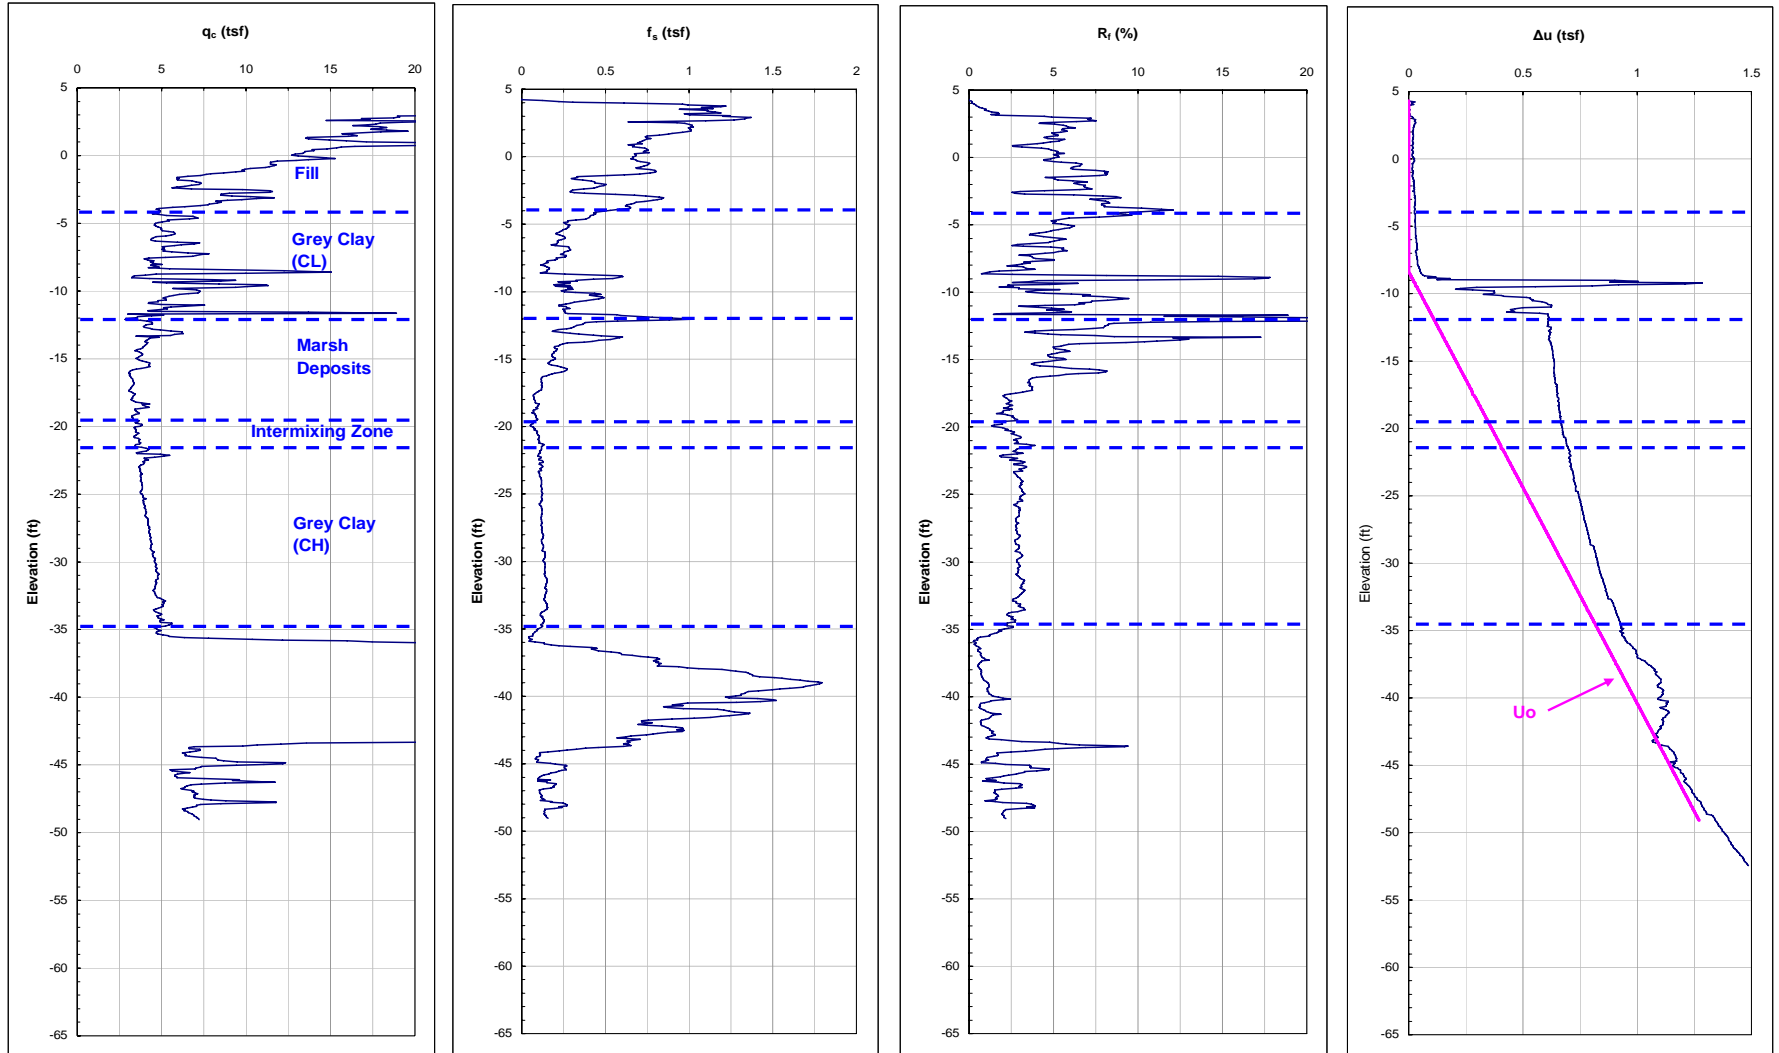 q_c (tsf)
0 5 10 15 20
5
0
-5
-10
-15
-20
-25
-30
-35
-40
-45
-50
-55
-60
-65
Elevation (ft)
Fill
Grey Clay
(CL)
Marsh
Deposits
Intermixing Zone
Grey Clay
(CH)
f_s (tsf)
0 0.5 1 1.5 2
5
0
-5
-10
-15
-20
-25
-30
-35
-40
-45
-50
-55
-60
-65
Elevation (ft)
R_f (%)
0 5 10 15 20
5
0
-5
-10
-15
-20
-25
-30
-35
-40
-45
-50
-55
-60
-65
Elevation (ft)
Δu (tsf)
0 0.5 1 1.5
5
0
-5
-10
-15
-20
-25
-30
-35
-40
-45
-50
-55
-60
-65
Elevation (ft)
Uo